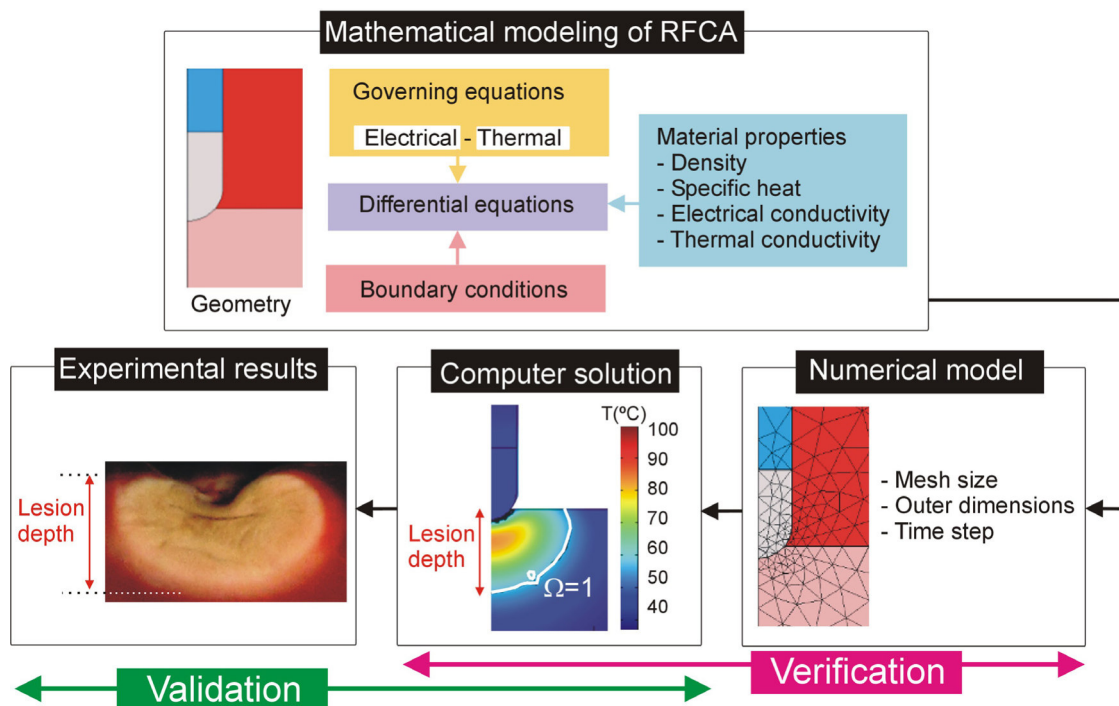 Mathematical modeling of RFCA
Geometry
Governing equations
Electrical - Thermal
Differential equations
Boundary conditions
Material properties
- Density
- Specific heat
- Electrical conductivity
- Thermal conductivity
Experimental results
Lesion
depth
Computer solution
T(ºC)
100
90
80
70
60
50
40
Lesion
depth
Ω=1
Numerical model
- Mesh size
- Outer dimensions
- Time step
Validation
Verification